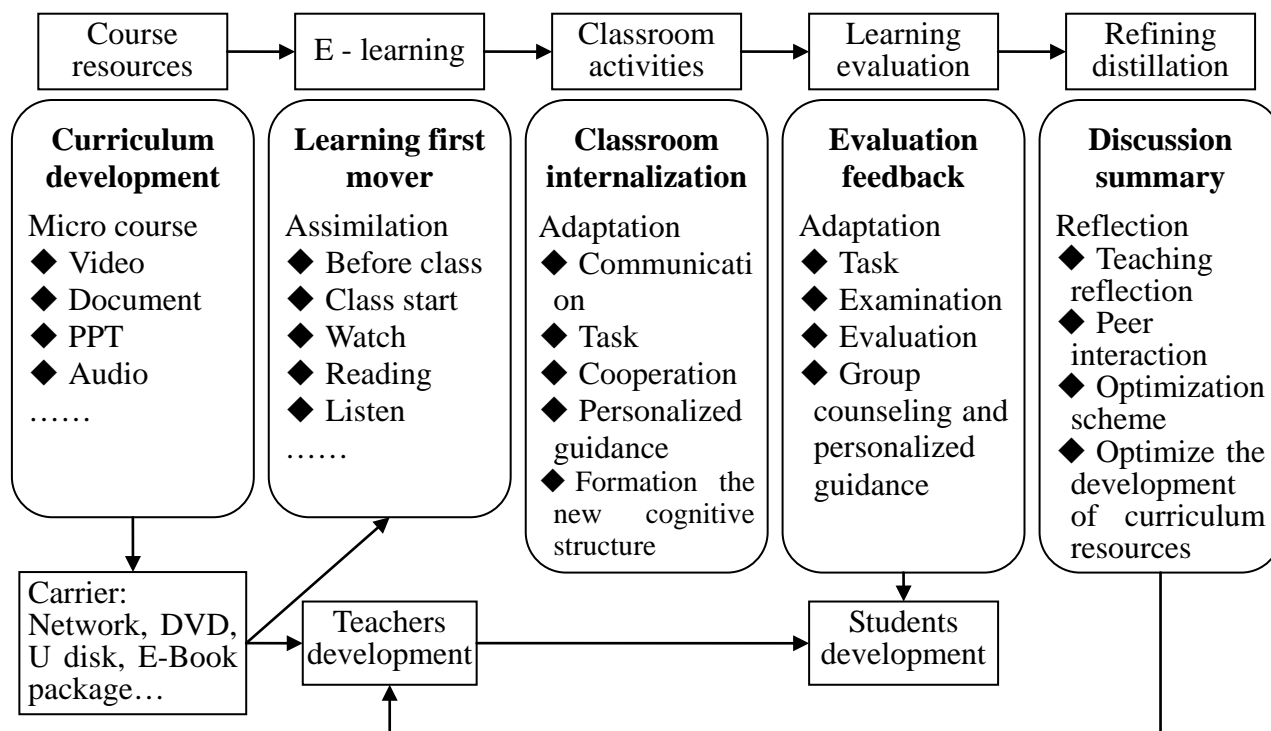 Course
resources
E - learning
Classroom
activities
Learning
evaluation
Refining
distillation
Curriculum
development
Micro course
◆ Video
◆ Document
◆ PPT
◆ Audio
……
Learning first
mover
Assimilation
◆ Before class
◆ Class start
◆ Watch
◆ Reading
◆ Listen
……
Classroom
internalization
Adaptation
◆ Communicati
on
◆ Task
◆ Cooperation
◆ Personalized
guidance
◆ Formation the
new cognitive
structure
Evaluation
feedback
Adaptation
◆ Task
◆ Examination
◆ Evaluation
◆ Group
counseling and
personalized
guidance
Discussion
summary
Reflection
◆ Teaching
reflection
◆ Peer
interaction
◆ Optimization
scheme
◆ Optimize the
development
of curriculum
resources
Carrier:
Network, DVD,
U disk, E-Book
package…
Teachers
development
Students
development